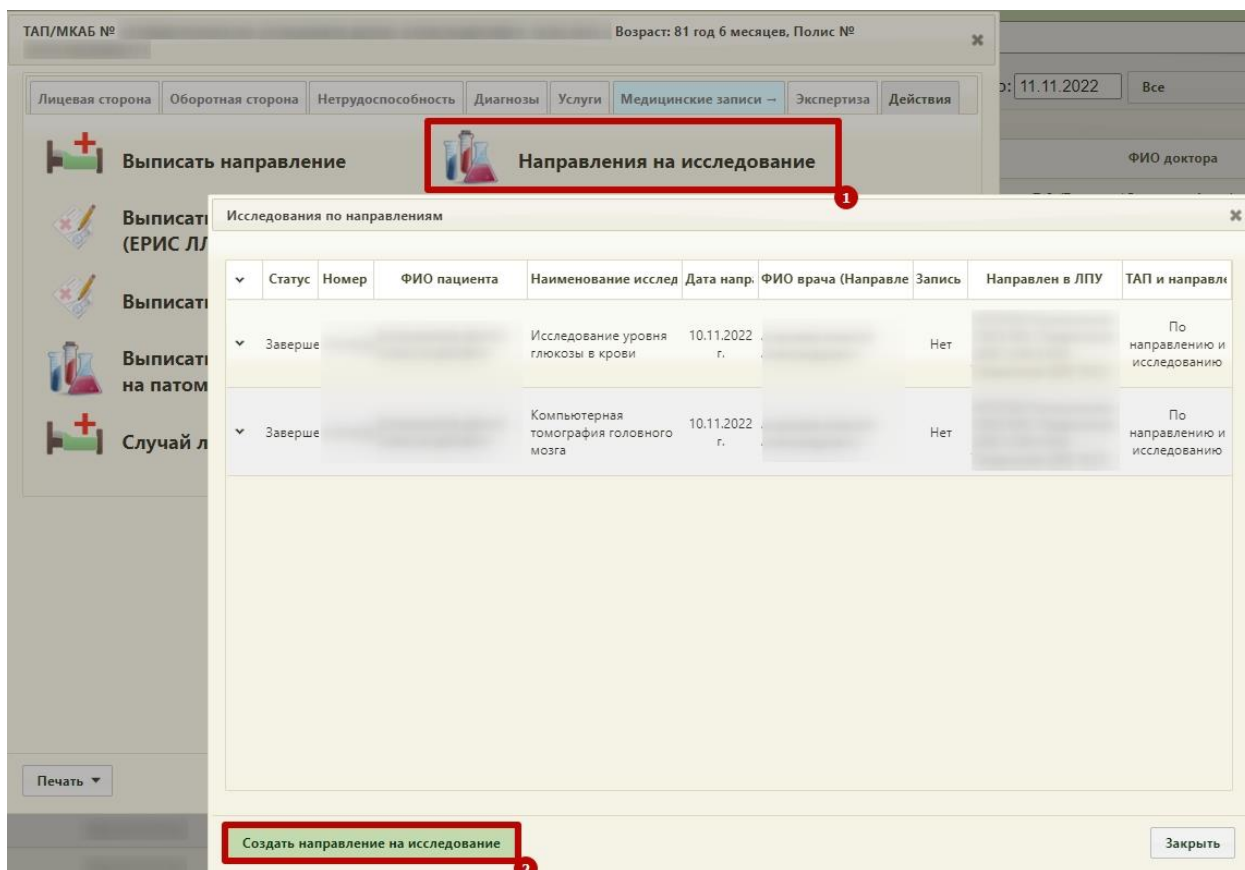 ТАП/МКАБ № Возраст: 81 год 6 месяцев, Полис №
11.11.2022 Все
Лицевая сторона Оборотная сторона Нетрудоспособность Диагнозы Услуги Медицинские записи Экспертиза Действия
Выписать направление Направления на исследование
ФИО доктора
1
Исследования по направлениям
(ЕРИС
Статус Номер ФИО пациента Наименование исслед Дата напр. ФИО врача (Направле Запись Направлен в ЛПУ ТАП и направле
Заверше Исследование уровня глюкозы в крови 10.11.2022 г. Нет По направлению и исследованию
на патом
Заверше Компьютерная томография головного мозга 10.11.2022 г. Нет По направлению и исследованию
Случай л
Печать
Создать направление на исследование Закрыть
2